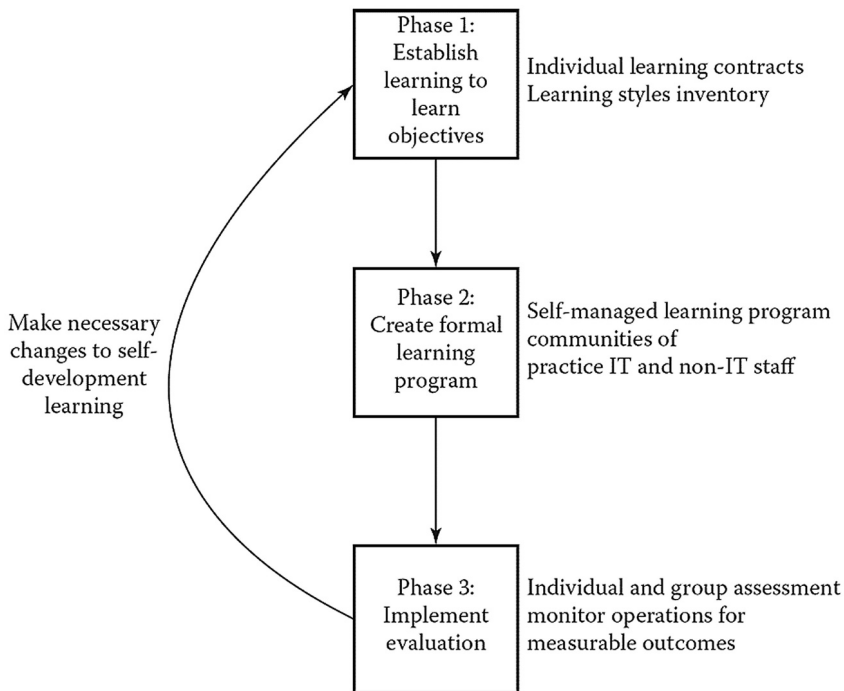 Phase 1:
Establish
learning to
learn
objectives
Individual learning contracts
Learning styles inventory
Make necessary
changes to self-
development
learning
Phase 2:
Create formal
learning
program
Self-managed learning program
communities of
practice IT and non-IT staff
Phase 3:
Implement
evaluation
Individual and group assessment
monitor operations for
measurable outcomes